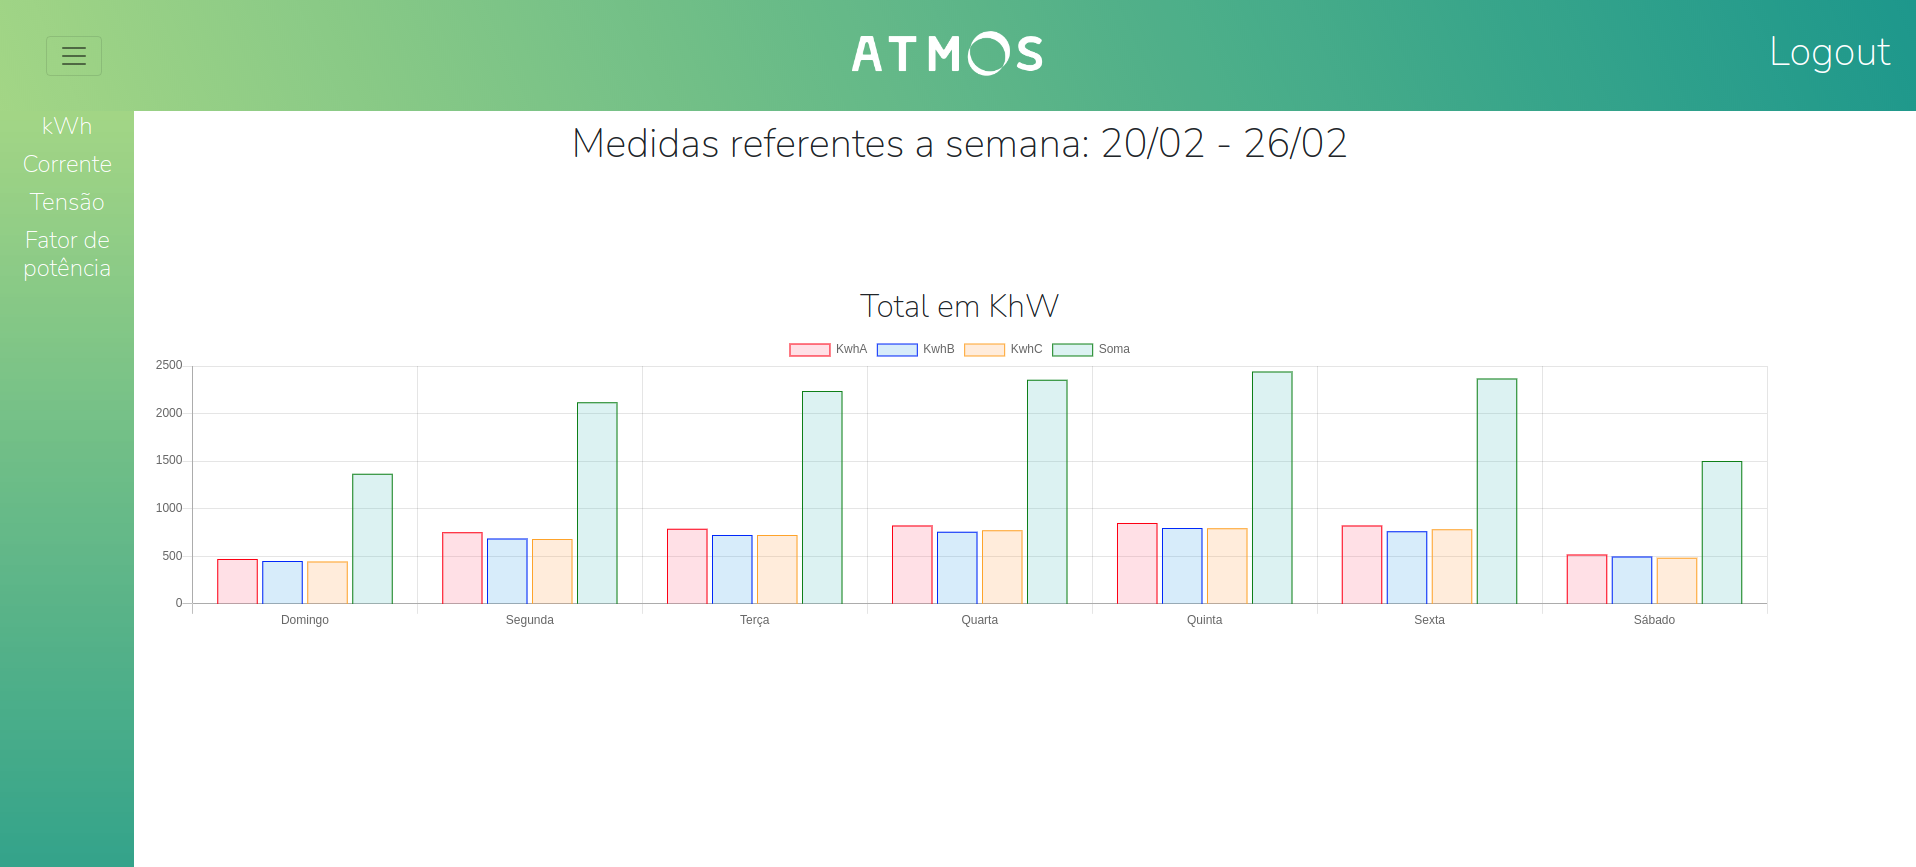 ATMOS
Logout
kWh
Corrente
Tensão
Fator de
potência
Medidas referentes a semana: 20/02 - 26/02
Total em KhW
KwhA KwhB KwhC Soma
2500
2000
1500
1000
500
0
Domingo Segunda Terça Quarta Quinta Sexta Sábado